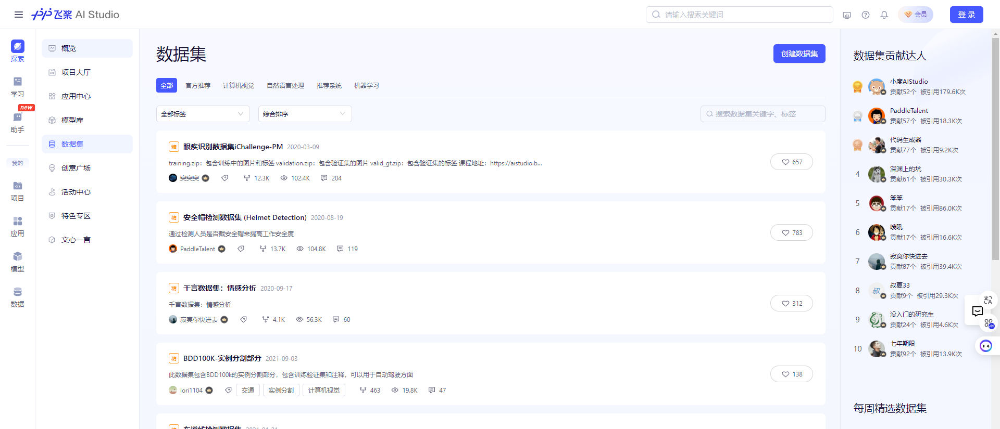 飞桨 AI Studio
请输入搜索关键词
会员
登 录
探索
学习
new
助手
我的
项目
应用
模型
数据
概览
项目大厅
应用中心
模型库
数据集
创意广场
活动中心
特色专区
文心一言
数据集
创建数据集
全部 官方推荐 计算机视觉 自然语言处理 推荐系统 机器学习
全部标签
综合排序
搜索数据集关键字、标签
精 眼疾识别数据集iChallenge-PM 2020-03-09
training.zip：包含训练中的图片和标签 validation.zip：包含验证集的图片 valid_gt.zip：包含验证集的标签 课程地址：https://aistudio.b...
突突突 12.3K 102.4K 204
657
精 安全帽检测数据集 (Helmet Detection) 2020-08-19
通过检测人员是否戴安全帽来提高工作安全度
PaddleTalent 13.7K 104.8K 119
783
精 千言数据集：情感分析 2020-09-17
千言数据集：情感分析
寂寞你快进去 4.1K 56.3K 60
312
精 BDD100K-实例分割部分 2021-09-03
此数据集包含BDD100k的实例分割部分，包含训练验证集和注释，可以用于自动驾驶方面
lori1104 交通 实例分割 计算机视觉 463 19.8K 47
138
车道线检测数据集 2021-01-21
数据集贡献达人
小度AIStudio
贡献52个 被引用179.6K次
PaddleTalent
贡献57个 被引用18.3K次
代码生成器
贡献77个 被引用9.2K次
4 深渊上的坑
贡献61个 被引用30.3K次
5 笨笨
贡献17个 被引用86.0K次
6 哦吼
贡献17个 被引用16.6K次
7 寂寞你快进去
贡献87个 被引用39.4K次
8 叔 叔夏33
贡献9个 被引用29.3K次
9 没入门的研究生
贡献24个 被引用4.6K次
10 七年期限
贡献92个 被引用13.9K次
每周精选数据集